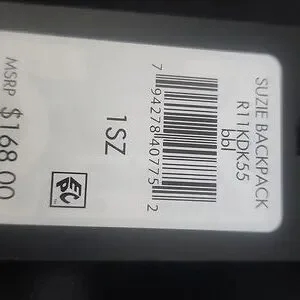 SUZIE BACKPACK
R11KDK55
bbl
7 94278 40775 2
1SZ
MSRP $168.00